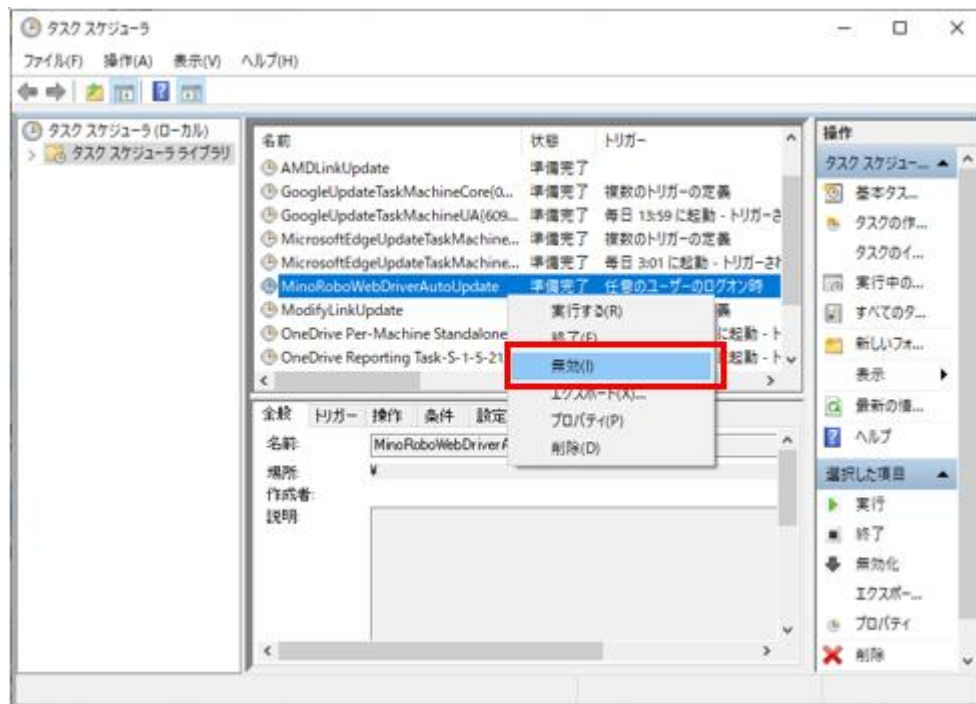 タスク スケジューラ
ファイル(F) 操作(A) 表示(V) ヘルプ(H)
タスク スケジューラ (ローカル)
タスク スケジューラ ライブラリ
名前 状態 トリガー
AMDLinkUpdate 準備完了
GoogleUpdateTaskMachineCore{0... 準備完了 複数のトリガーの定義
GoogleUpdateTaskMachineUA{609... 準備完了 毎日 13:59 に起動 - トリガーさ
MicrosoftEdgeUpdateTaskMachine... 準備完了 複数のトリガーの定義
MicrosoftEdgeUpdateTaskMachine... 準備完了 毎日 3:01 に起動 - トリガーされ
MinoRoboWebDriverAutoUpdate 準備完了 任意のユーザーのログオン時
ModifyLinkUpdate 義
OneDrive Per-Machine Standalone に起動 - ト
OneDrive Reporting Task-S-1-5-21 起動 - ト
実行する(R)
終了(E)
無効(I)
エクスポート(X)...
プロパティ(P)
削除(D)
全般 トリガー 操作 条件 設定
名前: MinoRoboWebDriverA
場所: ¥
作成者:
説明:
操作
タスク スケジュー...
基本タス...
タスクの作...
タスクのイ...
実行中の...
すべてのタ...
新しいフォ...
表示
最新の情...
ヘルプ
選択した項目
実行
終了
無効化
エクスポー...
プロパティ
削除